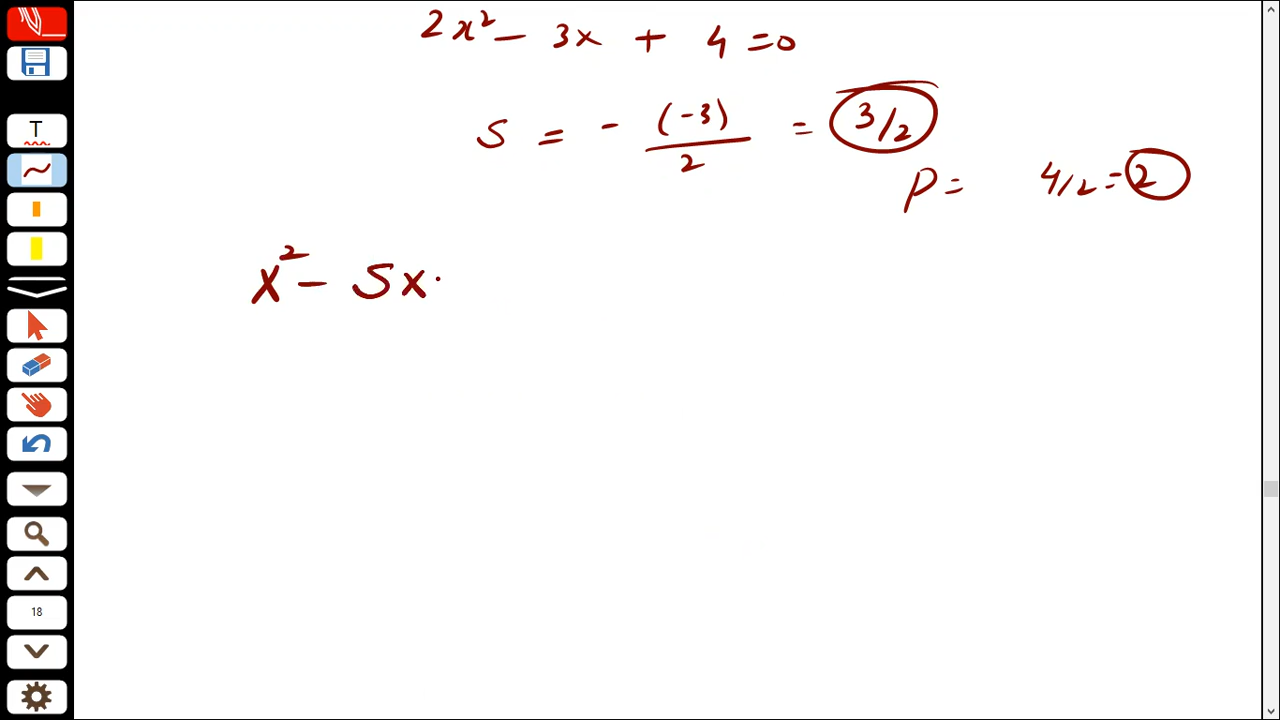 T
18
2x² - 3x + 4 = 0
S = - (-3)/2 = 3/2
P = 4/2 = 2
x² - Sx